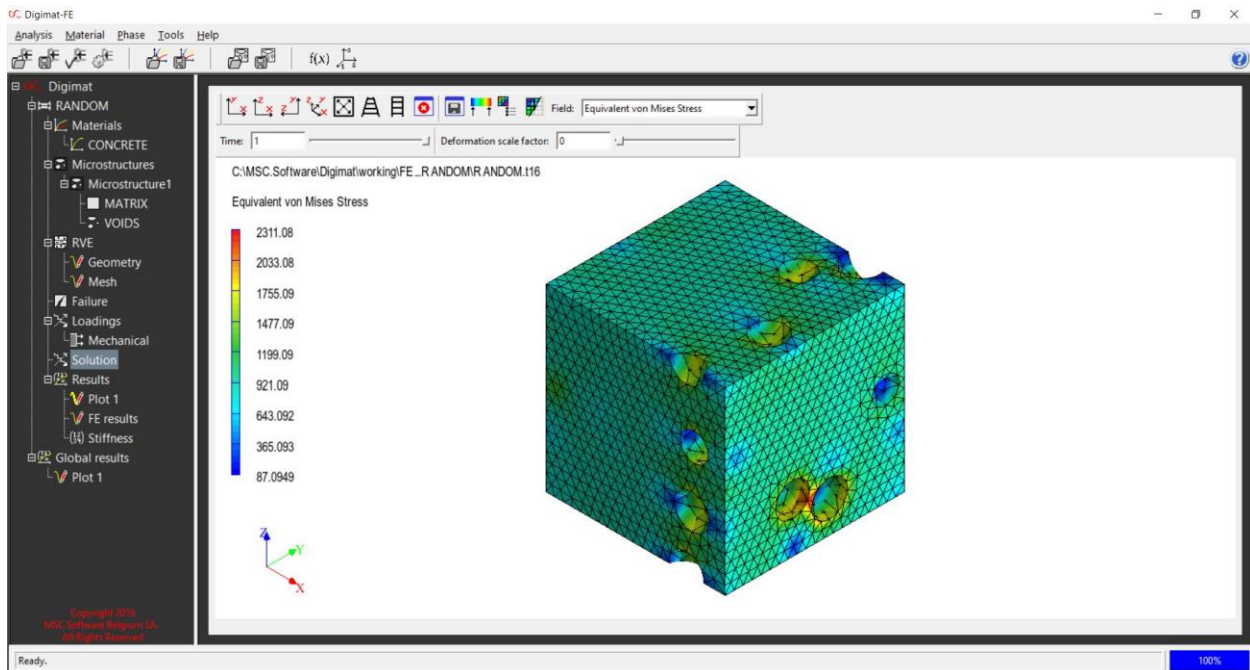 Digimat-FE
Analysis Material Phase Tools Help
f(x)
Digimat
RANDOM
Materials
CONCRETE
Microstructures
Microstructure1
MATRIX
VOIDS
RVE
Geometry
Mesh
Failure
Loadings
Mechanical
Solution
Results
Plot 1
FE results
Stiffness
Global results
Plot 1
Copyright 2016
MSC.Software Belgium SA.
All Rights Reserved
Field: Equivalent von Mises Stress
Time: 1 Deformation scale factor: 0
C:\MSC.Software\Digimat\working\FE_RANDOM\RANDOM.t16
Equivalent von Mises Stress
2311.08
2033.08
1755.09
1477.09
1199.09
921.09
643.092
365.093
87.0949
Z
Y
X
Ready. 100%